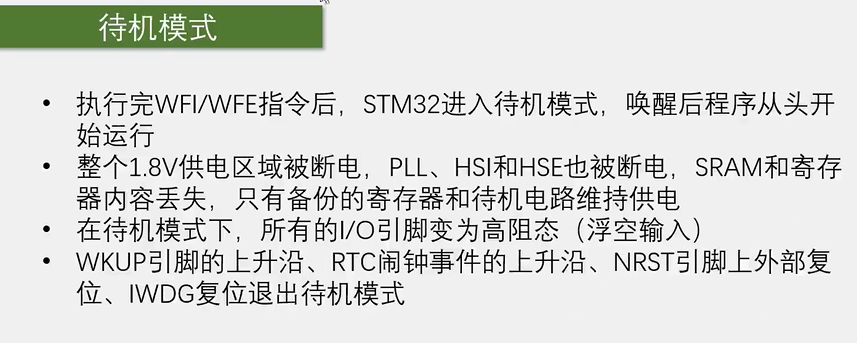 待机模式
• 执行完WFI/WFE指令后，STM32进入待机模式，唤醒后程序从头开
始运行
• 整个1.8V供电区域被断电，PLL、HSI和HSE也被断电，SRAM和寄存
器内容丢失，只有备份的寄存器和待机电路维持供电
• 在待机模式下，所有的I/O引脚变为高阻态（浮空输入）
• WKUP引脚的上升沿、RTC闹钟事件的上升沿、NRST引脚上外部复
位、IWDG复位退出待机模式